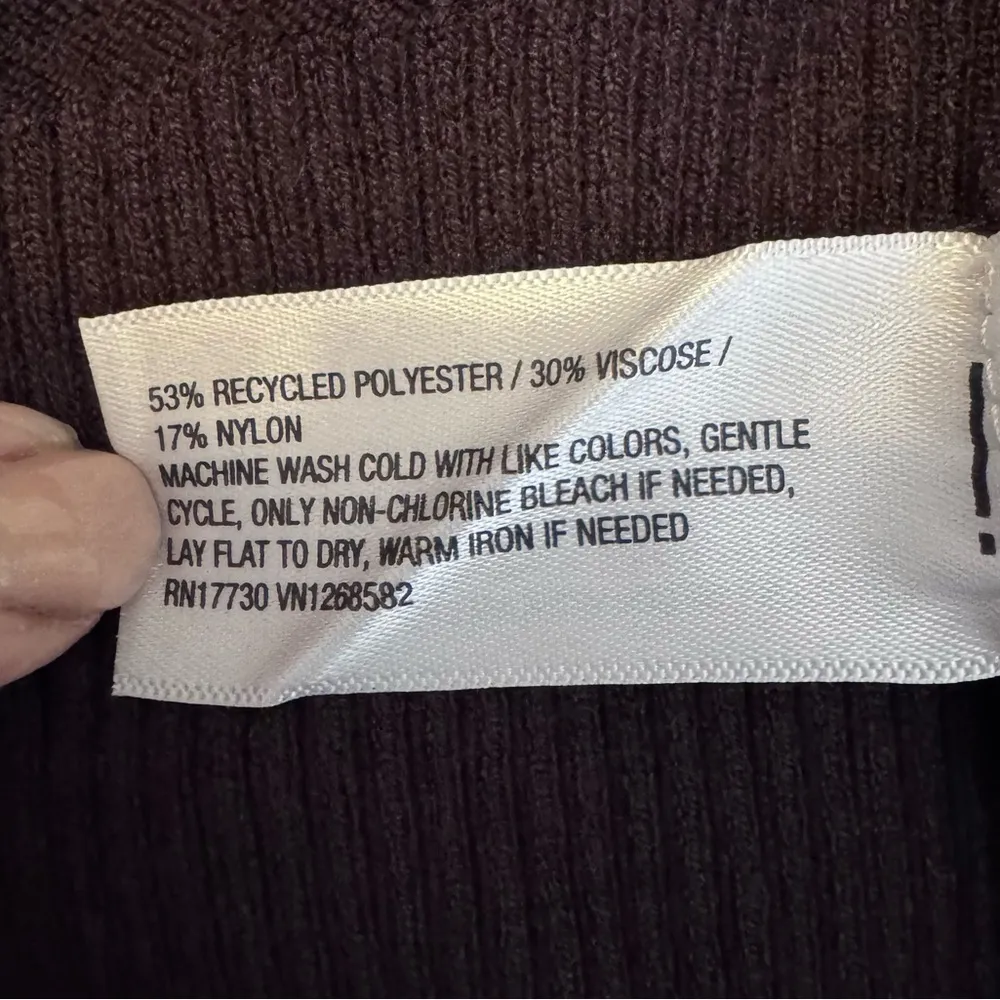 53% RECYCLED POLYESTER / 30% VISCOSE /
17% NYLON
MACHINE WASH COLD WITH LIKE COLORS, GENTLE
CYCLE, ONLY NON-CHLORINE BLEACH IF NEEDED,
LAY FLAT TO DRY, WARM IRON IF NEEDED
RN17730 VN1268582